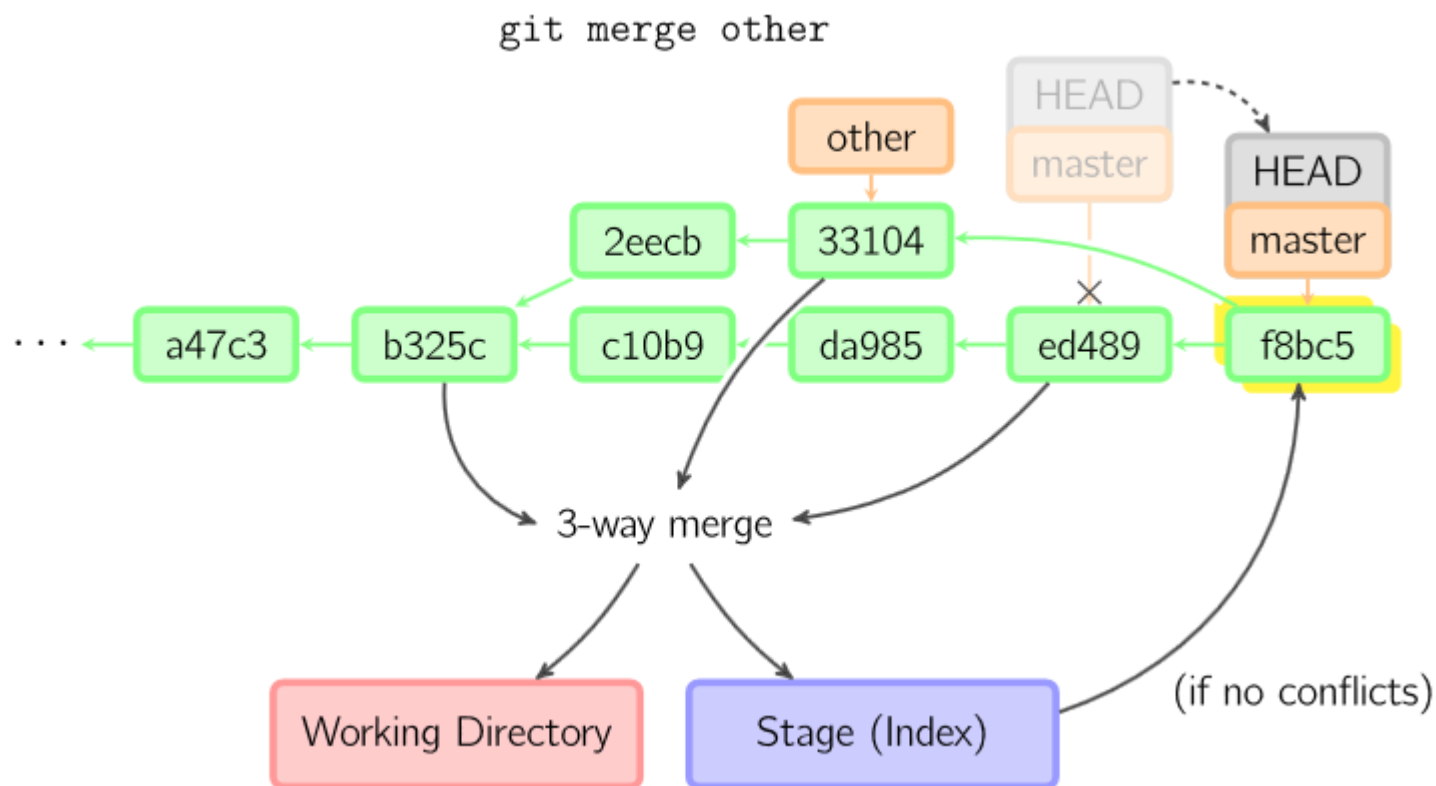 git merge other
HEAD
master
other
HEAD
master
2eecb
33104
... a47c3
b325c
c10b9
da985
ed489
f8bc5
3-way merge
(if no conflicts)
Working Directory
Stage (Index)